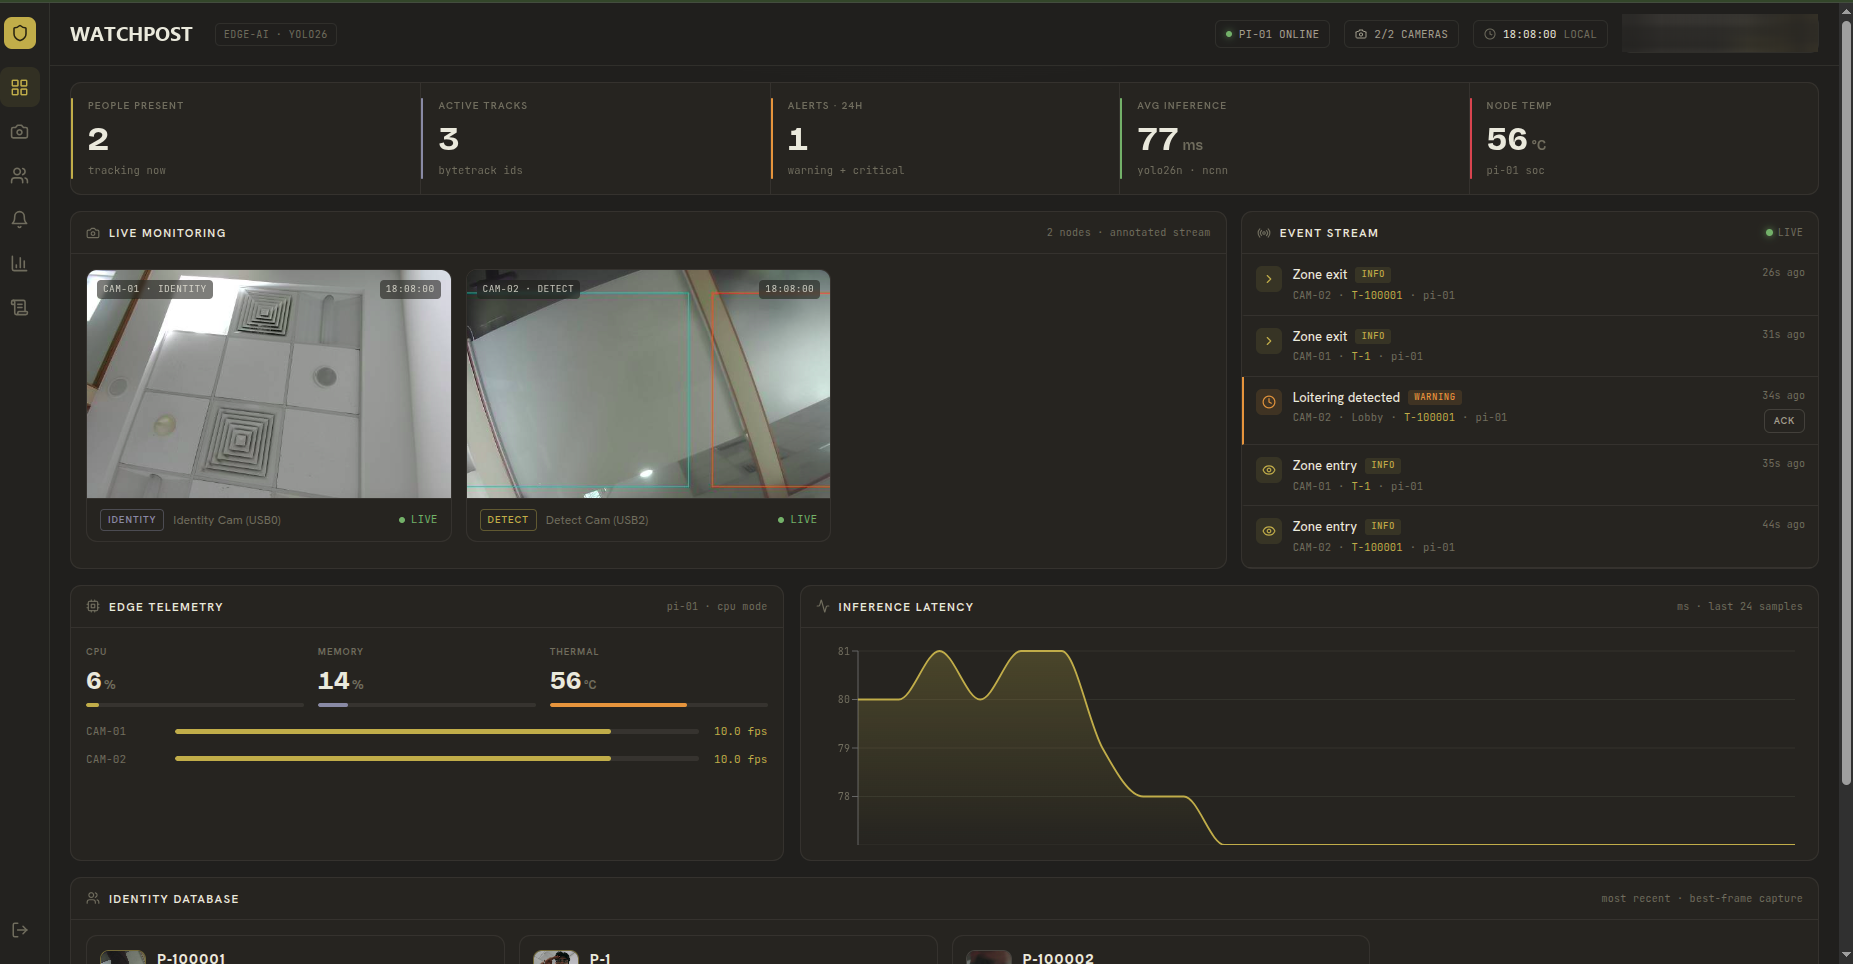 WATCHPOST
EDGE-AI · YOLO26
PI-01 ONLINE
2/2 CAMERAS
18:08:00 LOCAL
PEOPLE PRESENT
2
tracking now
ACTIVE TRACKS
3
bytetrack ids
ALERTS · 24H
1
warning + critical
AVG INFERENCE
77 ms
yolo26n · ncnn
NODE TEMP
56 °C
pi-01 soc
LIVE MONITORING
2 nodes · annotated stream
CAM-01 · IDENTITY
18:08:00
IDENTITY
Identity Cam (USB0)
LIVE
CAM-02 · DETECT
18:08:00
DETECT
Detect Cam (USB2)
LIVE
EVENT STREAM
LIVE
Zone exit INFO
26s ago
CAM-02 · T-100001 · pi-01
Zone exit INFO
31s ago
CAM-01 · T-1 · pi-01
Loitering detected WARNING
34s ago
CAM-02 · Lobby · T-100001 · pi-01
ACK
Zone entry INFO
35s ago
CAM-01 · T-1 · pi-01
Zone entry INFO
44s ago
CAM-02 · T-100001 · pi-01
EDGE TELEMETRY
pi-01 · cpu mode
CPU
6 %
MEMORY
14 %
THERMAL
56 °C
CAM-01
10.0 fps
CAM-02
10.0 fps
INFERENCE LATENCY
ms · last 24 samples
81
80
79
78
IDENTITY DATABASE
most recent · best-frame capture
P-100001
P-1
P-100002